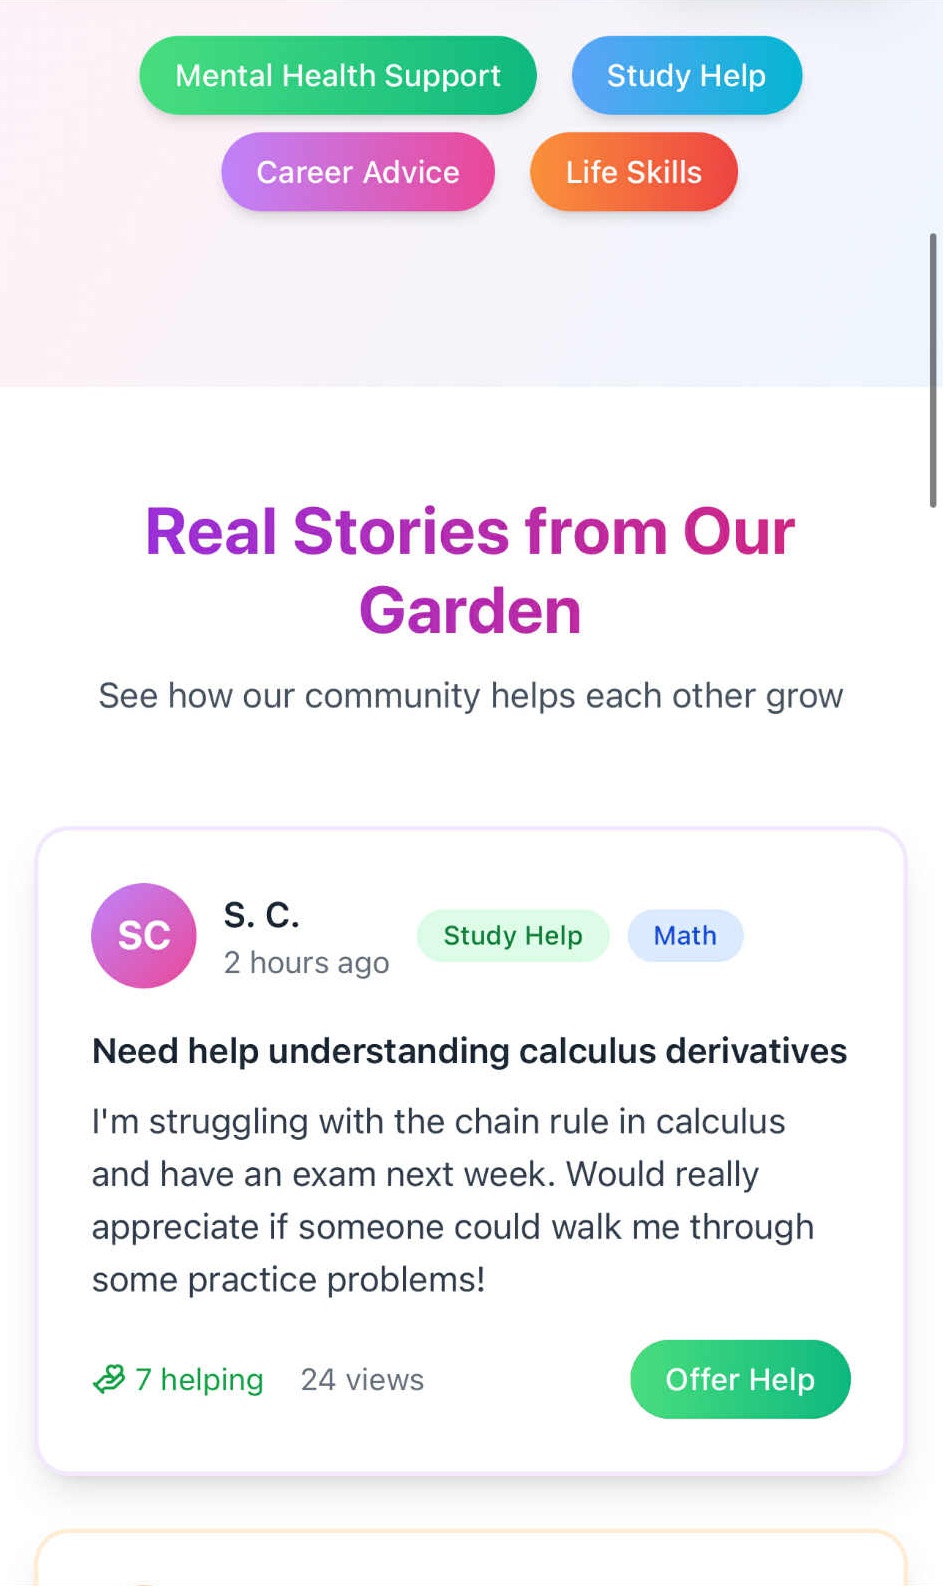 Mental Health Support
Study Help
Career Advice
Life Skills
Real Stories from Our
Garden
See how our community helps each other grow
SC
S. C.
2 hours ago
Study Help
Math
Need help understanding calculus derivatives
I'm struggling with the chain rule in calculus
and have an exam next week. Would really
appreciate if someone could walk me through
some practice problems!
7 helping
24 views
Offer Help